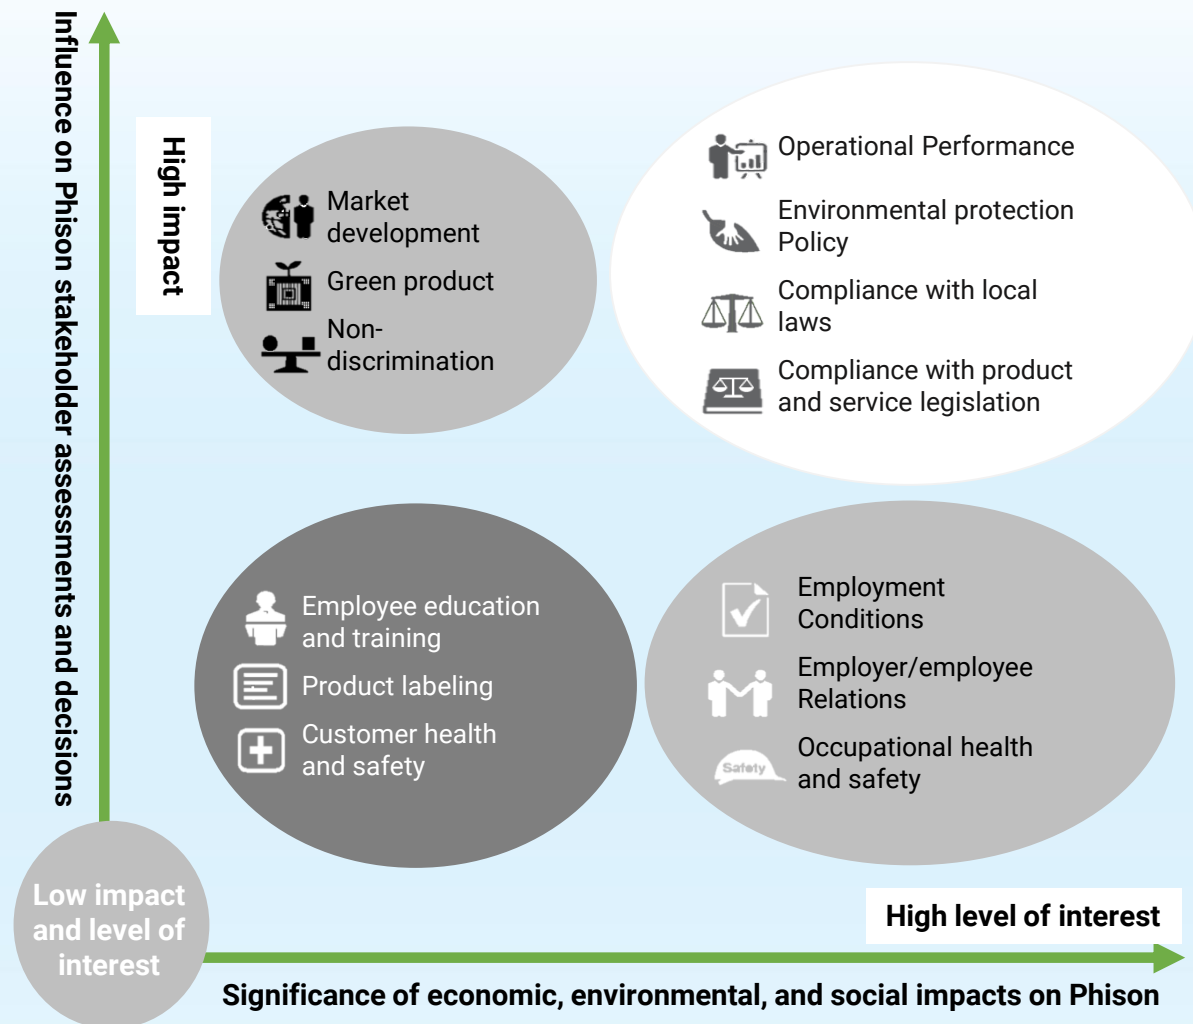 Influence on Phison stakeholder assessments and decisions
High impact
Market
development
Green product
Non-
discrimination
Operational Performance
Environmental protection
Policy
Compliance with local
laws
Compliance with product
and service legislation
Employee education
and training
Product labeling
Customer health
and safety
Employment
Conditions
Employer/employee
Relations
Safety
Occupational health
and safety
Low impact
and level of
interest
High level of interest
Significance of economic, environmental, and social impacts on Phison